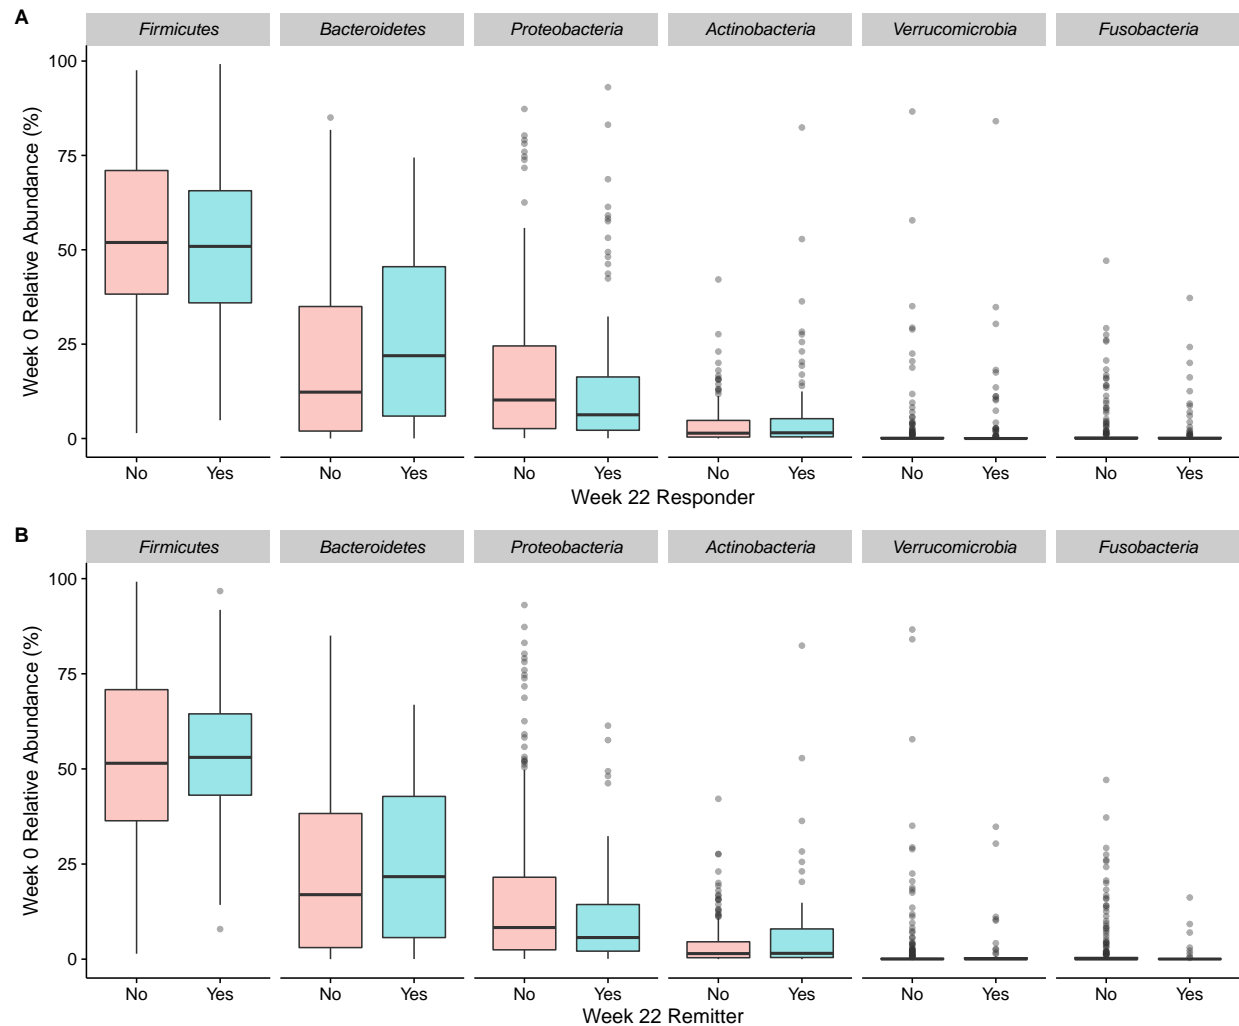 A
Firmicutes Bacteroidetes Proteobacteria Actinobacteria Verrucomicrobia Fusobacteria
Week 0 Relative Abundance (%)
100
75
50
25
0
No Yes No Yes No Yes No Yes No Yes No Yes
Week 22 Responder
B
Firmicutes Bacteroidetes Proteobacteria Actinobacteria Verrucomicrobia Fusobacteria
Week 0 Relative Abundance (%)
100
75
50
25
0
No Yes No Yes No Yes No Yes No Yes No Yes
Week 22 Remitter